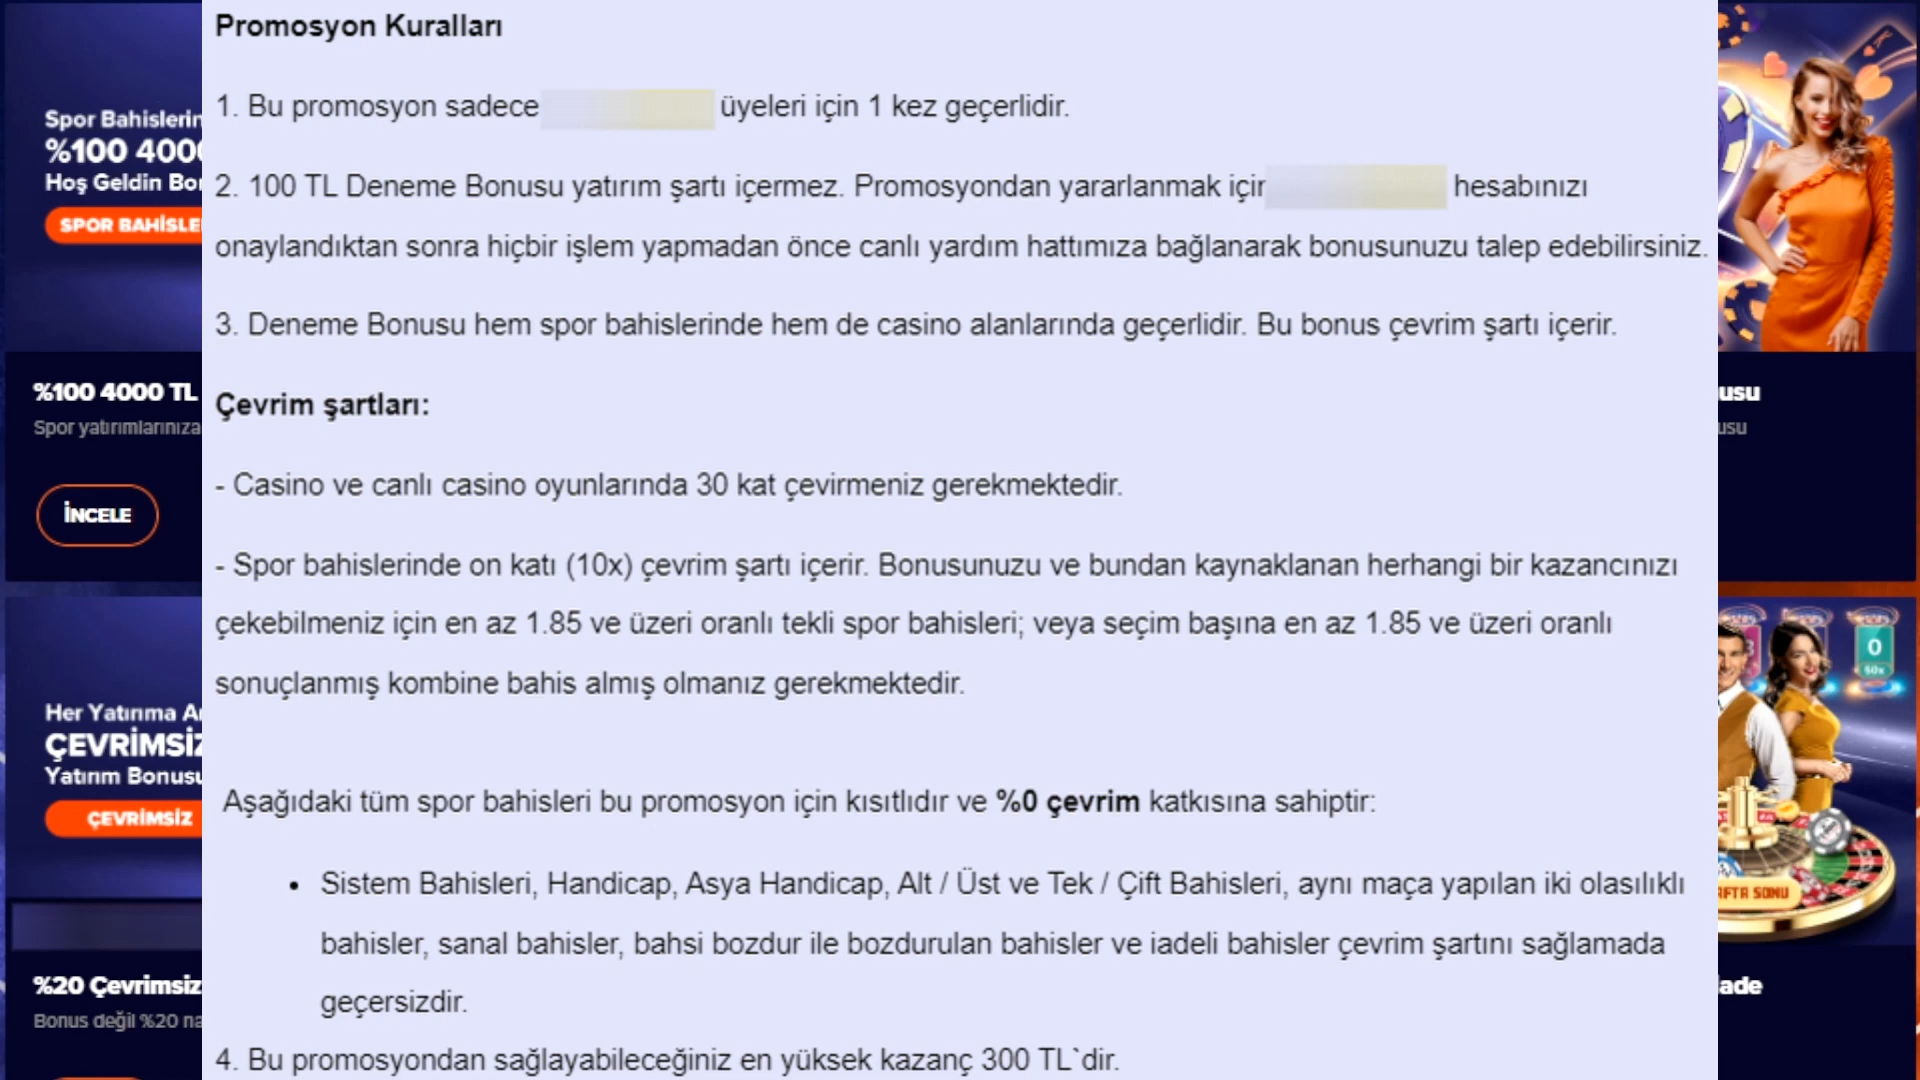 Promosyon Kuralları
1. Bu promosyon sadece üyeleri için 1 kez geçerlidir.
2. 100 TL Deneme Bonusu yatırım şartı içermez. Promosyondan yararlanmak için hesabınızı
onaylandıktan sonra hiçbir işlem yapmadan önce canlı yardım hattımıza bağlanarak bonusunuzu talep edebilirsiniz.
3. Deneme Bonusu hem spor bahislerinde hem de casino alanlarında geçerlidir. Bu bonus çevrim şartı içerir.
Çevrim şartları:
- Casino ve canlı casino oyunlarında 30 kat çevirmeniz gerekmektedir.
- Spor bahislerinde on katı (10x) çevrim şartı içerir. Bonusunuzu ve bundan kaynaklanan herhangi bir kazancınızı
çekebilmeniz için en az 1.85 ve üzeri oranlı tekli spor bahisleri; veya seçim başına en az 1.85 ve üzeri oranlı
sonuçlanmış kombine bahis almış olmanız gerekmektedir.
Aşağıdaki tüm spor bahisleri bu promosyon için kısıtlıdır ve %0 çevrim katkısına sahiptir:
• Sistem Bahisleri, Handicap, Asya Handicap, Alt / Üst ve Tek / Çift Bahisleri, aynı maça yapılan iki olasılıklı
bahisler, sanal bahisler, bahsi bozdur ile bozdurulan bahisler ve iadeli bahisler çevrim şartını sağlamada
geçersizdir.
4. Bu promosyondan sağlayabileceğiniz en yüksek kazanç 300 TL`dir.
Spor Bahislerin
%100 400
Hoş Geldin Bo
SPOR BAHİSLE
%100 4000 TL
Spor yatırımlarınıza
İNCELE
Her Yatırıma A
ÇEVRİMSİZ
Yatırım Bonusu
ÇEVRİMSİZ
%20 Çevrimsiz
Bonus değil %20 na
usu
usu
0
50x
AFTA SONU
ade